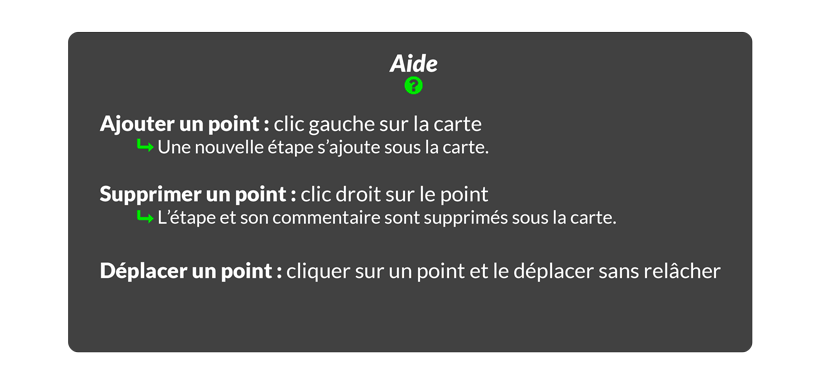 Aide
?
Ajouter un point : clic gauche sur la carte
Une nouvelle étape s’ajoute sous la carte.
Supprimer un point : clic droit sur le point
L’étape et son commentaire sont supprimés sous la carte.
Déplacer un point : cliquer sur un point et le déplacer sans relâcher